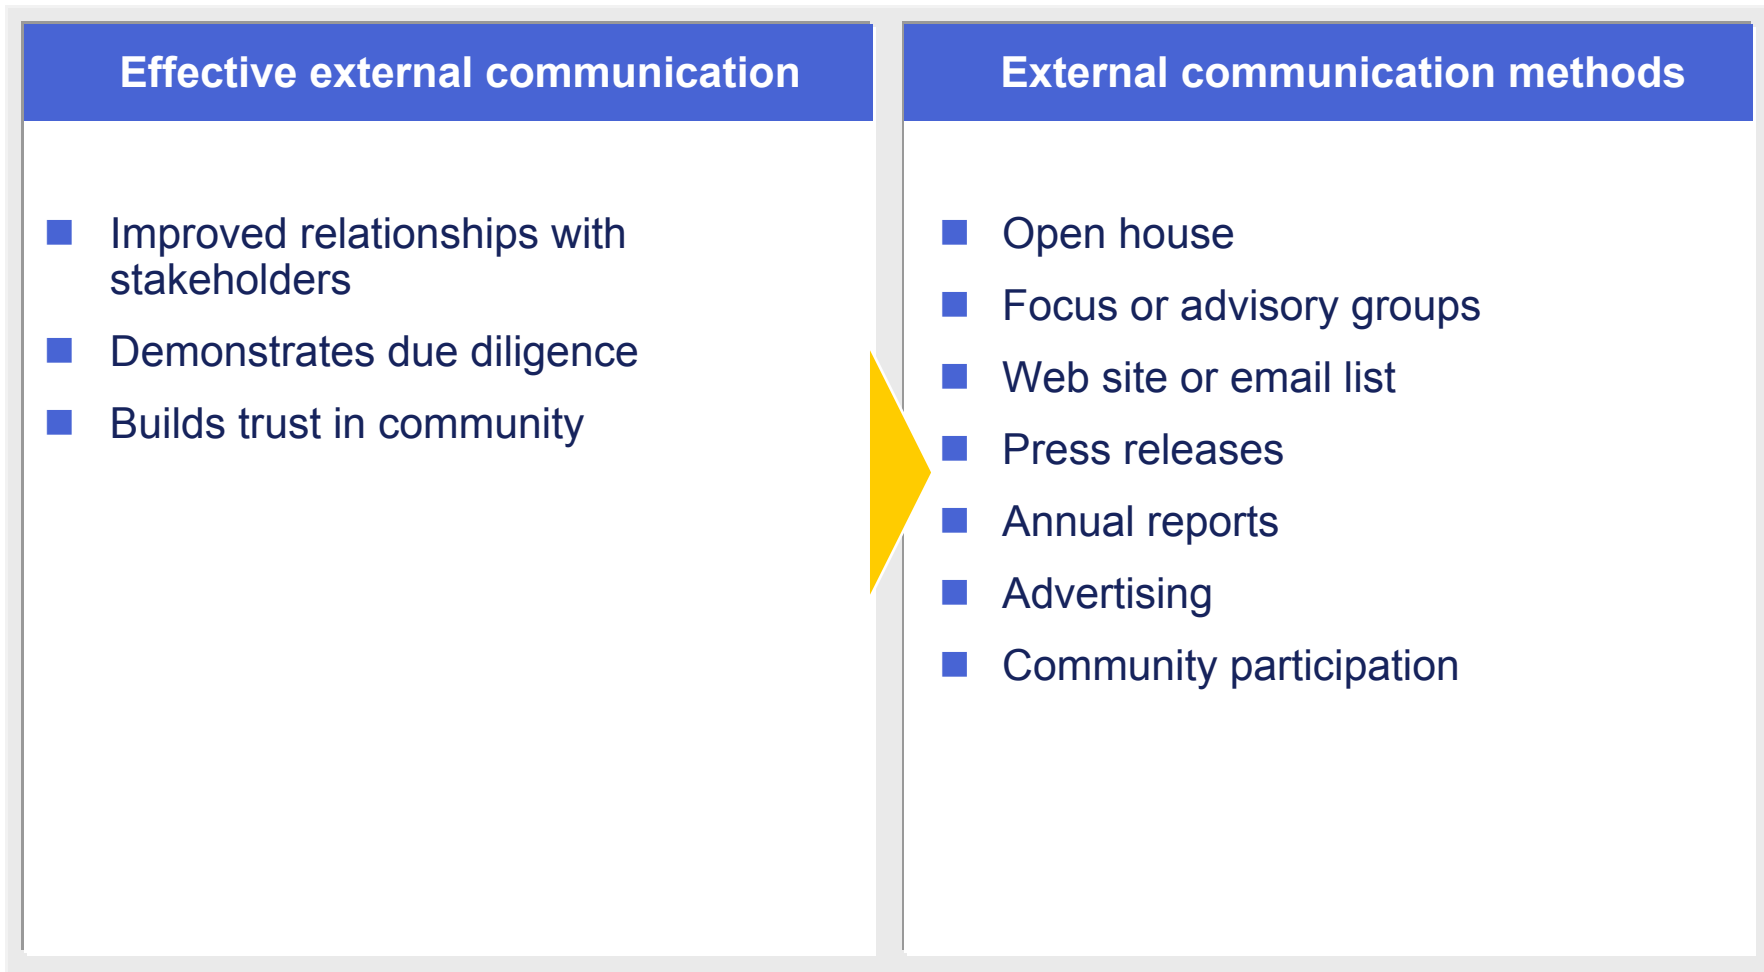 Effective external communication
Improved relationships with
stakeholders
Demonstrates due diligence
Builds trust in community
External communication methods
Open house
Focus or advisory groups
Web site or email list
Press releases
Annual reports
Advertising
Community participation